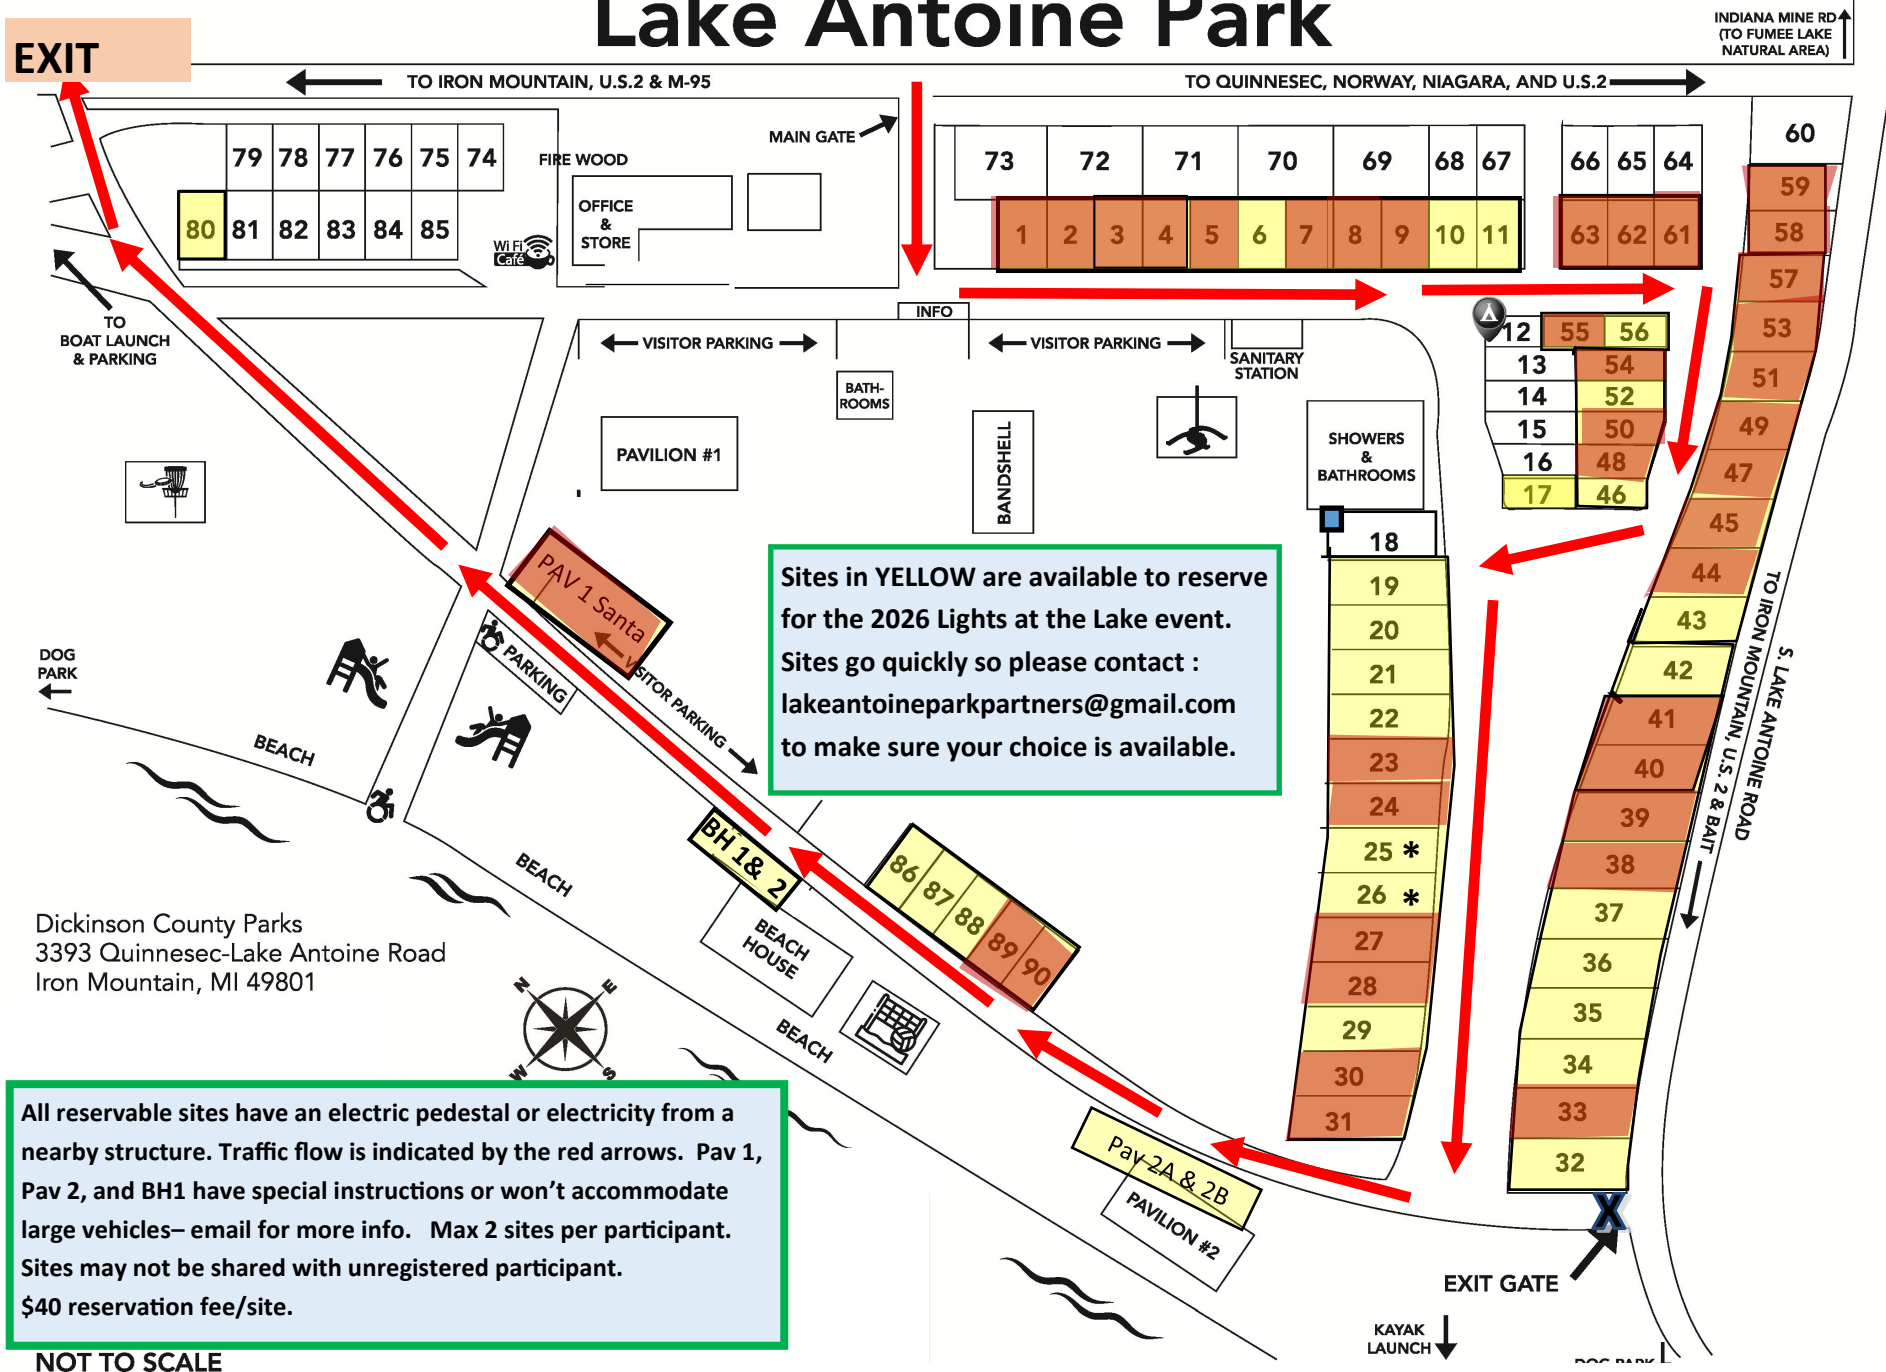 Lake Antoine Park
INDIANA MINE RD
(TO FUMEE LAKE
NATURAL AREA)
EXIT
TO IRON MOUNTAIN, U.S.2 & M-95
TO QUINNESEC, NORWAY, NIAGARA, AND U.S.2
MAIN GATE
79 78 77 76 75 74
80 81 82 83 84 85
FIRE WOOD
OFFICE
&
STORE
Wi Fi
Café
73 72 71 70 69 68 67
66 65 64
60
1 2 3 4 5 6 7 8 9 10 11
63 62 61
59
58
57
53
51
49
47
45
44
43
42
41
40
39
38
37
36
35
34
33
32
TO
BOAT LAUNCH
& PARKING
INFO
VISITOR PARKING
VISITOR PARKING
SANITARY
STATION
BATH-
ROOMS
PAVILION #1
BANDSHELL
SHOWERS
&
BATHROOMS
12 55 56
13 54
14 52
15 50
16 48
17 46
18
19
20
21
22
23
24
25 *
26 *
27
28
29
30
31
PAV 1 Santa
PARKING
VISITOR PARKING
Sites in YELLOW are available to reserve
for the 2026 Lights at the Lake event.
Sites go quickly so please contact :
lakeantoineparkpartners@gmail.com
to make sure your choice is available.
S. LAKE ANTOINE ROAD
TO IRON MOUNTAIN, U.S. 2 & BAIT
DOG
PARK
BEACH
BEACH
BEACH
BH 1& 2
BEACH
HOUSE
86 87 88 89 90
Dickinson County Parks
3393 Quinnesec-Lake Antoine Road
Iron Mountain, MI 49801
N
E
W
S
All reservable sites have an electric pedestal or electricity from a
nearby structure. Traffic flow is indicated by the red arrows.  Pav 1,
Pav 2, and BH1 have special instructions or won't accommodate
large vehicles– email for more info.   Max 2 sites per participant.
Sites may not be shared with unregistered participant.
$40 reservation fee/site.
Pav 2A & 2B
PAVILION #2
X
EXIT GATE
KAYAK
LAUNCH
DOG PARK
NOT TO SCALE